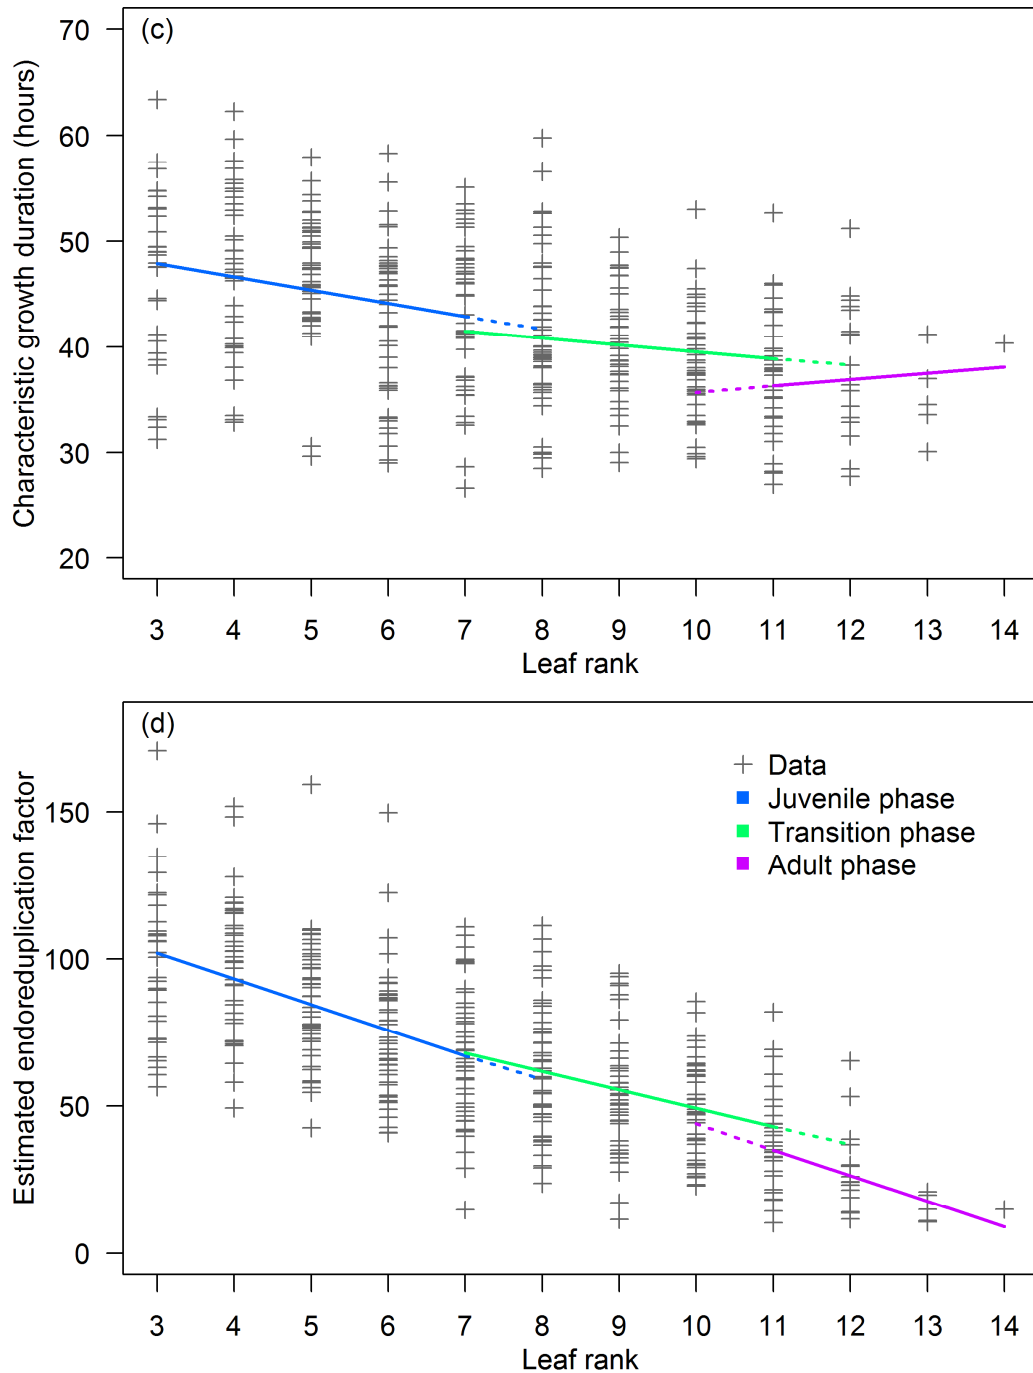 (c)
Characteristic growth duration (hours)
70
60
50
40
30
20
3 4 5 6 7 8 9 10 11 12 13 14
Leaf rank
(d)
Estimated endoreduplication factor
150
100
50
0
Data
Juvenile phase
Transition phase
Adult phase
3 4 5 6 7 8 9 10 11 12 13 14
Leaf rank